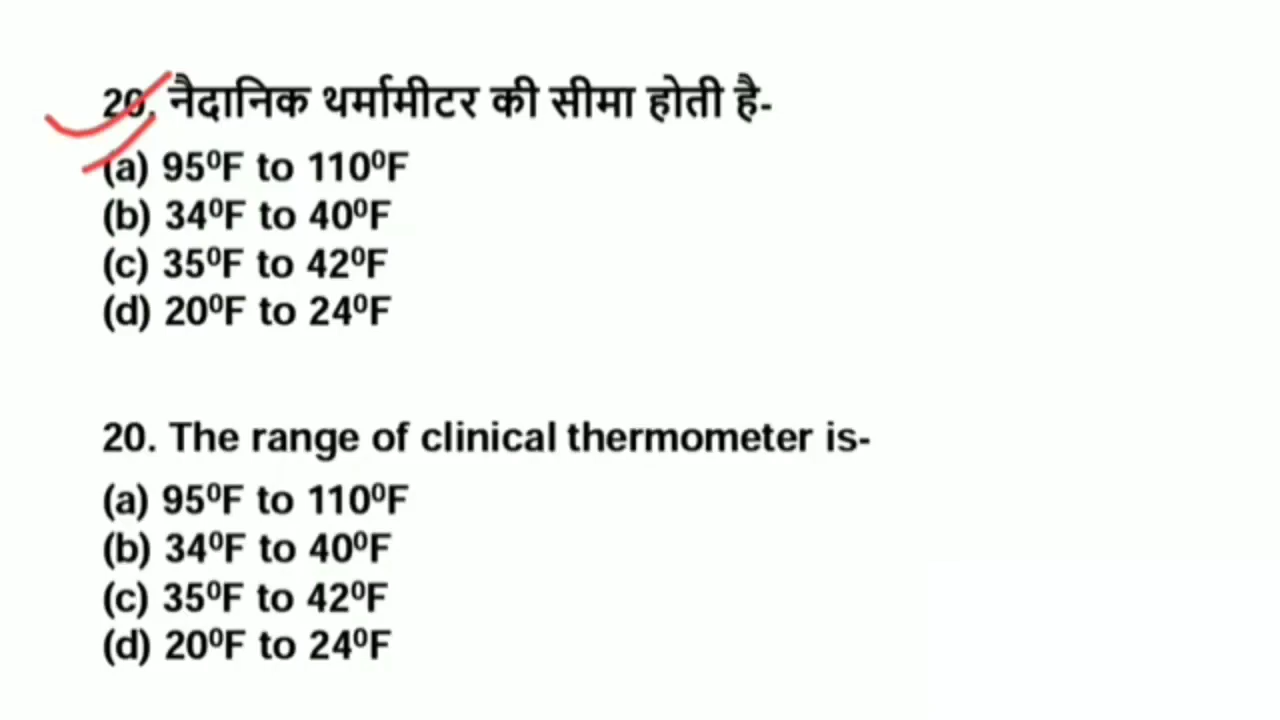 20. नैदानिक थर्मामीटर की सीमा होती है-
(a) 95⁰F to 110⁰F
(b) 34⁰F to 40⁰F
(c) 35⁰F to 42⁰F
(d) 20⁰F to 24⁰F
20. The range of clinical thermometer is-
(a) 95⁰F to 110⁰F
(b) 34⁰F to 40⁰F
(c) 35⁰F to 42⁰F
(d) 20⁰F to 24⁰F